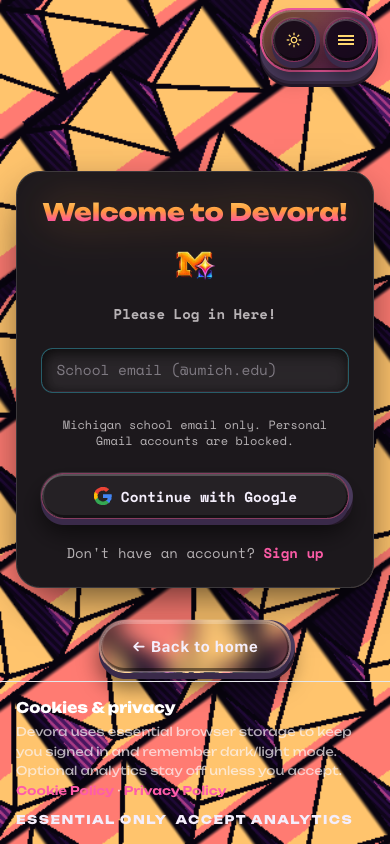 Welcome to Devora!
M
Please Log in Here!
School email (@umich.edu)
Michigan school email only. Personal
Gmail accounts are blocked.
Continue with Google
Don't have an account? Sign up
← Back to home
Cookies & privacy
Devora uses essential browser storage to keep
you signed in and remember dark/light mode.
Optional analytics stay off unless you accept.
Cookie Policy · Privacy Policy
ESSENTIAL ONLY ACCEPT ANALYTICS